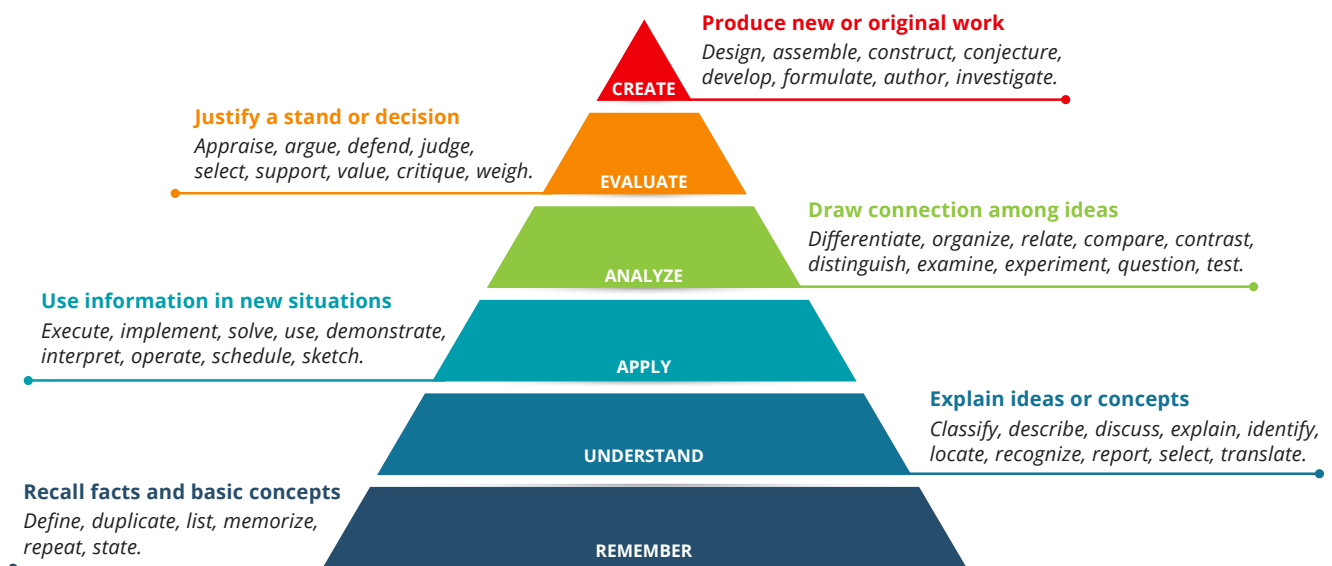 Produce new or original work
Design, assemble, construct, conjecture,
develop, formulate, author, investigate.
CREATE
Justify a stand or decision
Appraise, argue, defend, judge,
select, support, value, critique, weigh.
EVALUATE
Draw connection among ideas
Differentiate, organize, relate, compare, contrast,
distinguish, examine, experiment, question, test.
ANALYZE
Use information in new situations
Execute, implement, solve, use, demonstrate,
interpret, operate, schedule, sketch.
APPLY
Explain ideas or concepts
Classify, describe, discuss, explain, identify,
locate, recognize, report, select, translate.
UNDERSTAND
Recall facts and basic concepts
Define, duplicate, list, memorize,
repeat, state.
REMEMBER